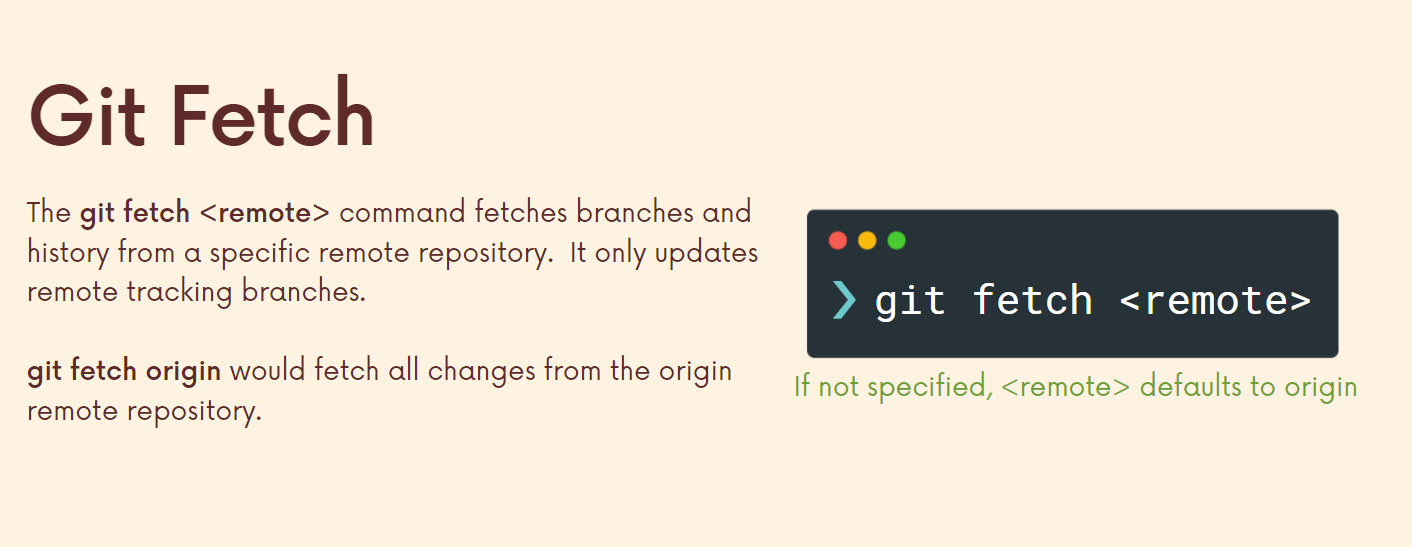 Git Fetch
The git fetch <remote> command fetches branches and
history from a specific remote repository.  It only updates
remote tracking branches.
git fetch origin would fetch all changes from the origin
remote repository.
❯ git fetch <remote>
If not specified, <remote> defaults to origin